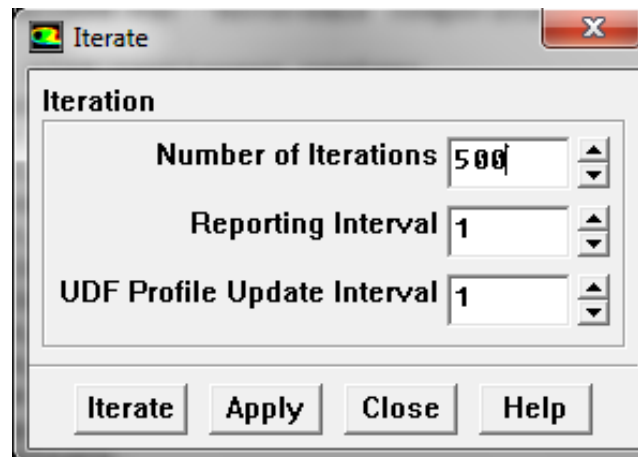 Iterate
Iteration
Number of Iterations 500
Reporting Interval 1
UDF Profile Update Interval 1
Iterate Apply Close Help